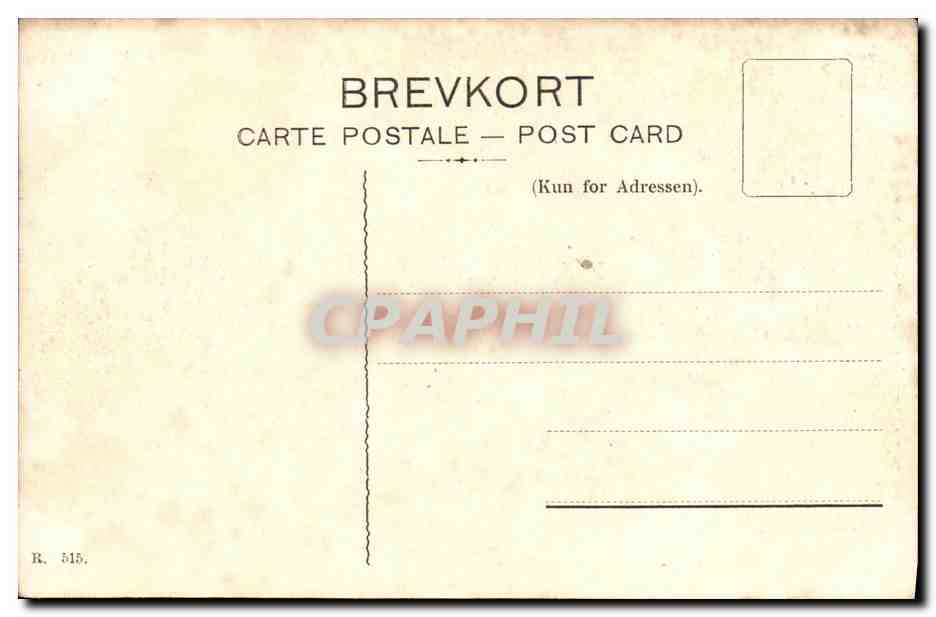 BREVKORT
CARTE POSTALE — POST CARD
(Kun for Adressen).
CPAPHIL
R. 515.